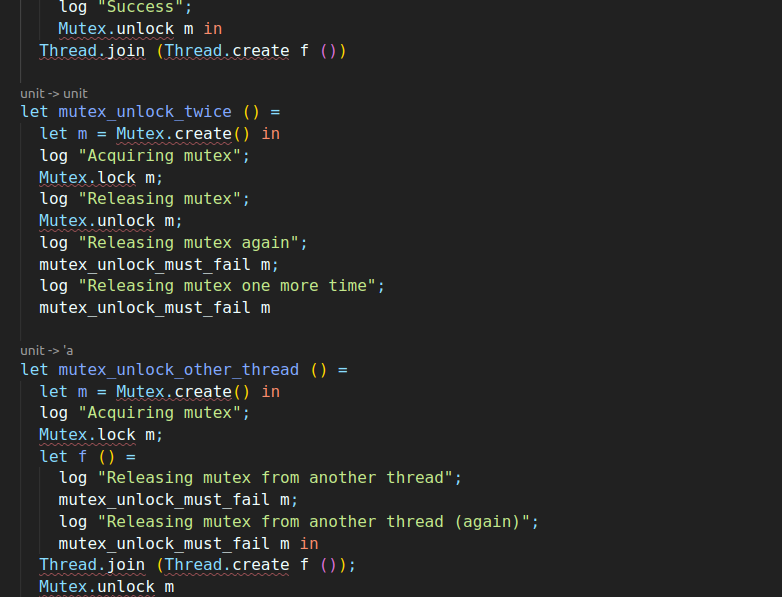 log "Success";
      Mutex.unlock m in
    Thread.join (Thread.create f ())
unit -> unit
let mutex_unlock_twice () =
  let m = Mutex.create() in
  log "Acquiring mutex";
  Mutex.lock m;
  log "Releasing mutex";
  Mutex.unlock m;
  log "Releasing mutex again";
  mutex_unlock_must_fail m;
  log "Releasing mutex one more time";
  mutex_unlock_must_fail m
unit -> 'a
let mutex_unlock_other_thread () =
  let m = Mutex.create() in
  log "Acquiring mutex";
  Mutex.lock m;
  let f () =
    log "Releasing mutex from another thread";
    mutex_unlock_must_fail m;
    log "Releasing mutex from another thread (again)";
    mutex_unlock_must_fail m in
  Thread.join (Thread.create f ());
  Mutex.unlock m